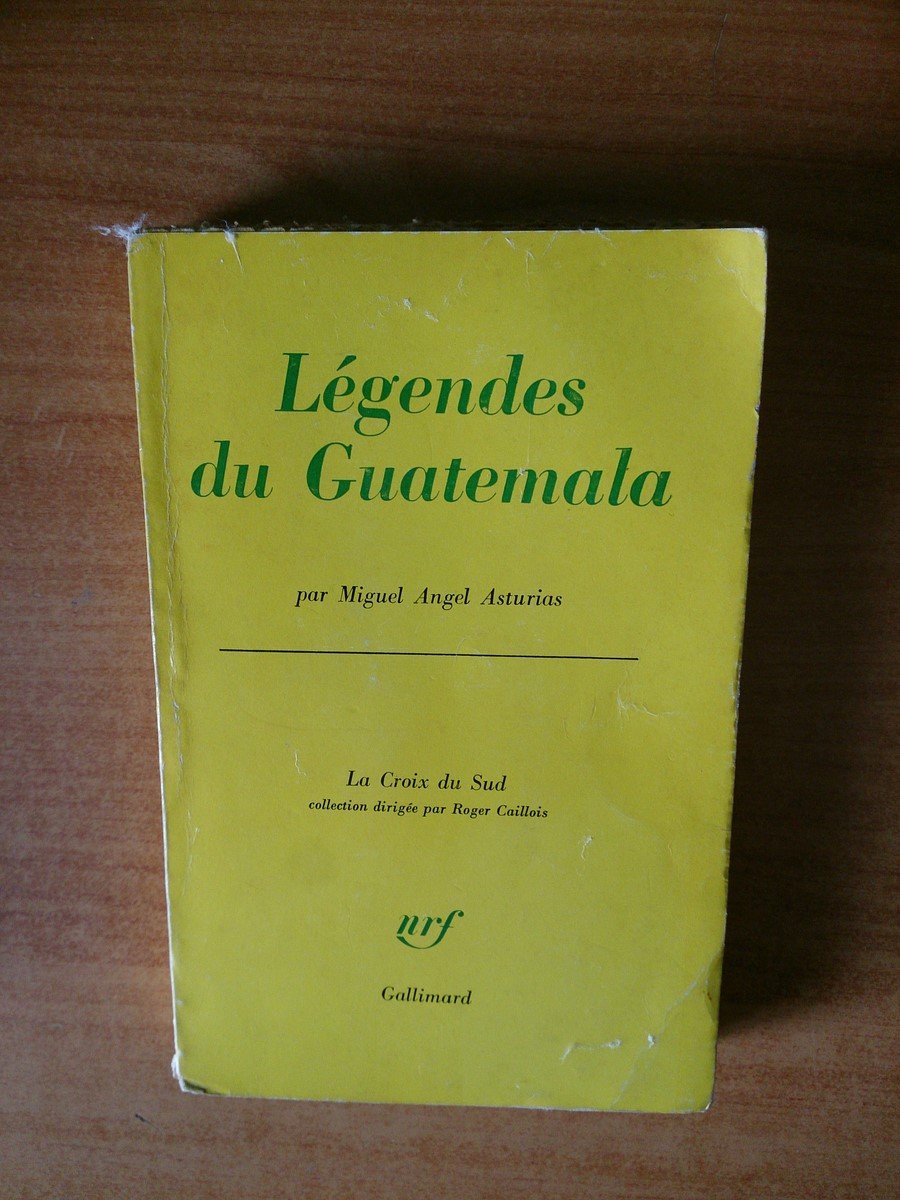 Légendes
du Guatemala
par Miguel Angel Asturias
La Croix du Sud
collection dirigée par Roger Caillois
nrf
Gallimard